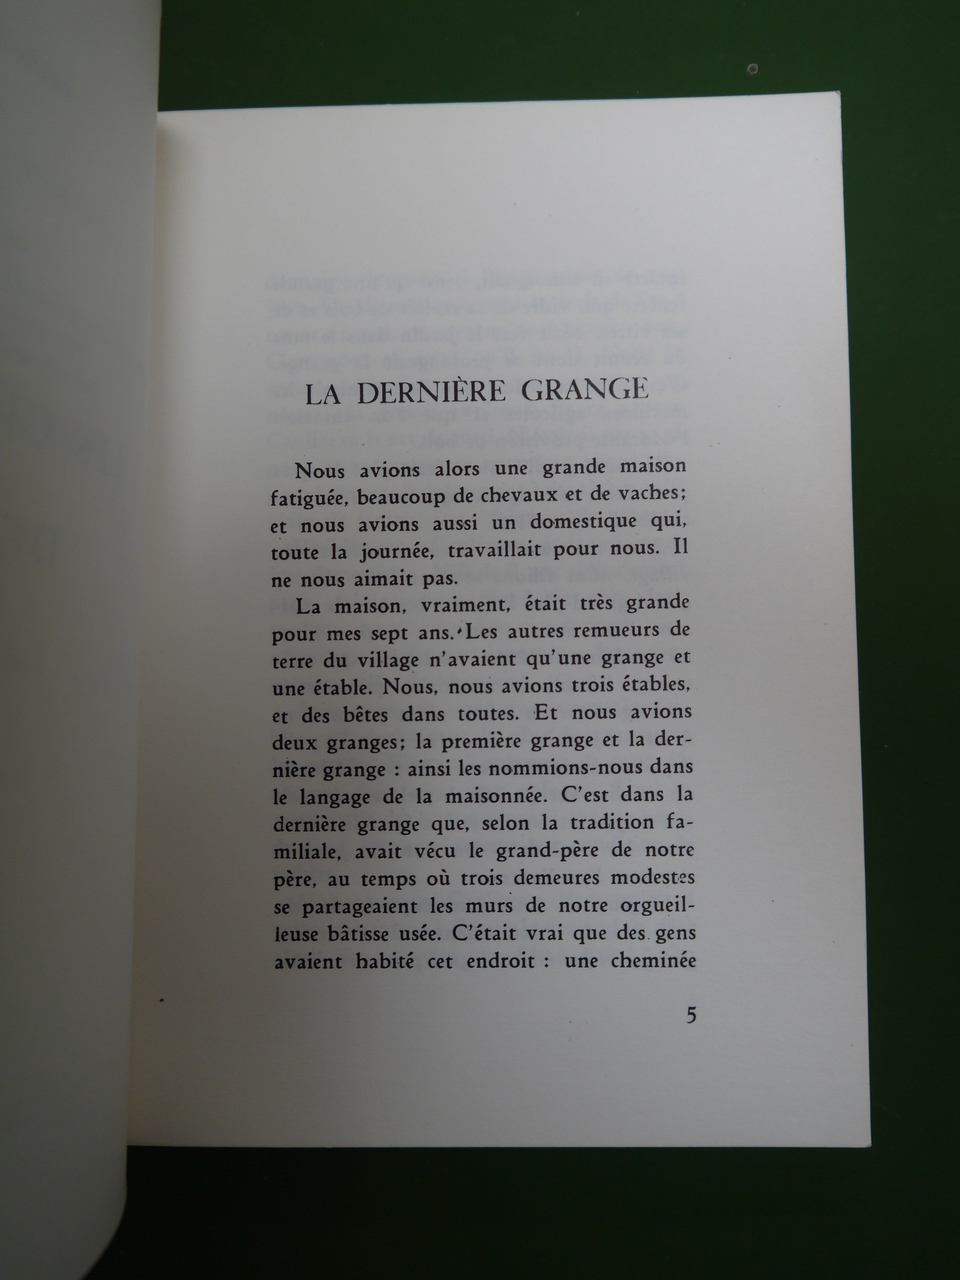 LA DERNIÈRE GRANGE
Nous avions alors une grande maison
fatiguée, beaucoup de chevaux et de vaches;
et nous avions aussi un domestique qui,
toute la journée, travaillait pour nous. Il
ne nous aimait pas.
La maison, vraiment, était très grande
pour mes sept ans. Les autres remueurs de
terre du village n'avaient qu'une grange et
une étable. Nous, nous avions trois étables,
et des bêtes dans toutes. Et nous avions
deux granges; la première grange et la der-
nière grange : ainsi les nommions-nous dans
le langage de la maisonnée. C'est dans la
dernière grange que, selon la tradition fa-
miliale, avait vécu le grand-père de notre
père, au temps où trois demeures modestes
se partageaient les murs de notre orgueil-
leuse bâtisse usée. C'était vrai que des gens
avaient habité cet endroit : une cheminée
5